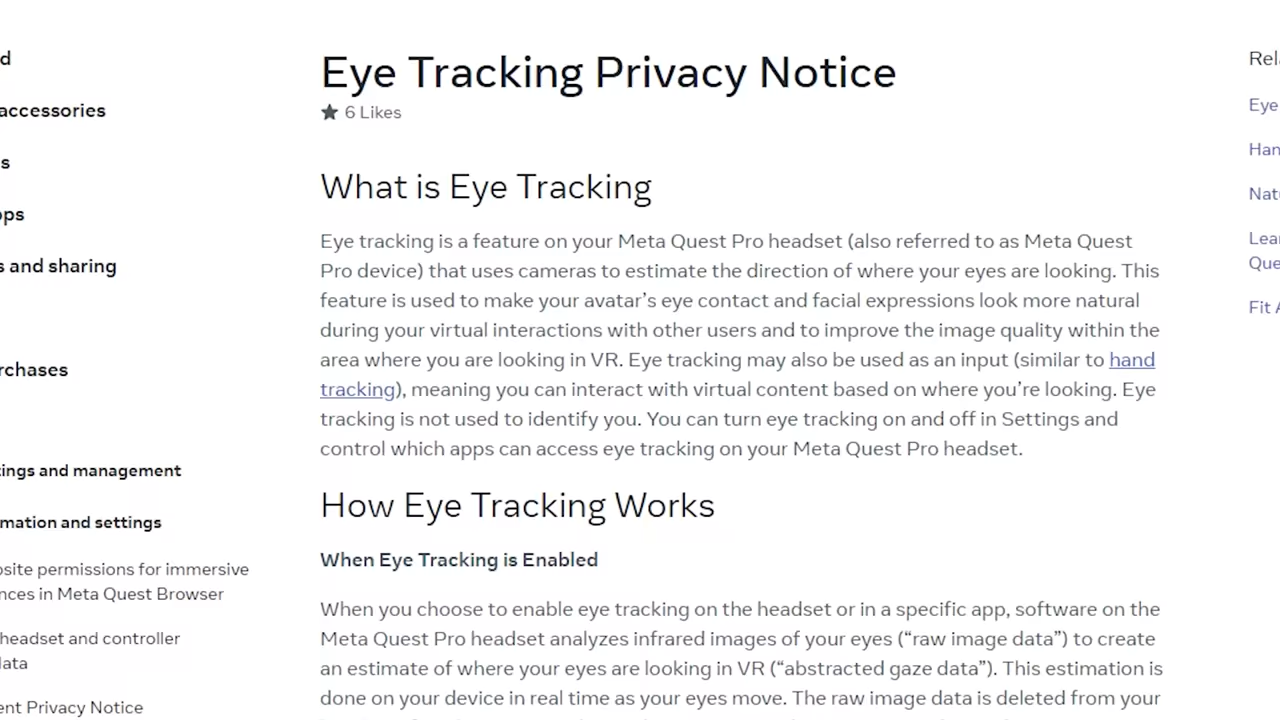 Eye Tracking Privacy Notice
6 Likes
What is Eye Tracking
Eye tracking is a feature on your Meta Quest Pro headset (also referred to as Meta Quest
Pro device) that uses cameras to estimate the direction of where your eyes are looking. This
feature is used to make your avatar’s eye contact and facial expressions look more natural
during your virtual interactions with other users and to improve the image quality within the
area where you are looking in VR. Eye tracking may also be used as an input (similar to hand
tracking), meaning you can interact with virtual content based on where you’re looking. Eye
tracking is not used to identify you. You can turn eye tracking on and off in Settings and
control which apps can access eye tracking on your Meta Quest Pro headset.
How Eye Tracking Works
When Eye Tracking is Enabled
When you choose to enable eye tracking on the headset or in a specific app, software on the
Meta Quest Pro headset analyzes infrared images of your eyes (“raw image data”) to create
an estimate of where your eyes are looking in VR (“abstracted gaze data”). This estimation is
done on your device in real time as your eyes move. The raw image data is deleted from your
d
accessories
s
ops
s and sharing
rchases
tings and management
mation and settings
osite permissions for immersive
nces in Meta Quest Browser
headset and controller
data
ent Privacy Notice
Rel
Eye
Han
Nat
Lea
Que
Fit A